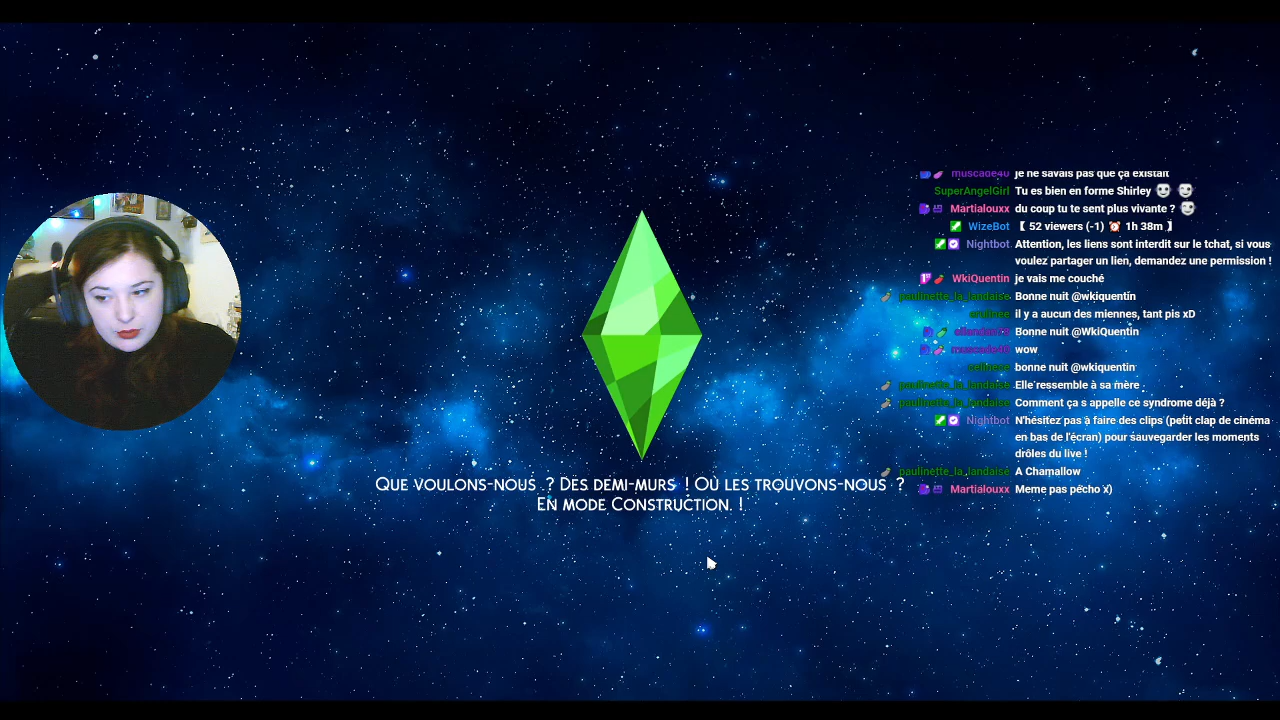 muscade40 je ne savais pas que ça existait
SuperAngelGirl Tu es bien en forme Shirley
Martialouxx du coup tu te sent plus vivante ?
WizeBot 【 52 viewers (-1) ⏰ 1h 38m 】
Nightbot Attention, les liens sont interdit sur le tchat, si vous
voulez partager un lien, demandez une permission !
WkiQuentin je vais me couché
paulinette_la_landaise Bonne nuit @wkiquentin
il y a aucun des miennes, tant pis xD
Bonne nuit @WkiQuentin
muscade40 wow
bonne nuit @wkiquentin
paulinette_la_landaise Elle ressemble à sa mère
paulinette_la_landaise Comment ça s appelle ce syndrome déjà ?
Nightbot N'hésitez pas à faire des clips (petit clap de cinéma
en bas de l'écran) pour sauvegarder les moments
drôles du live !
paulinette_la_landaise A Chamallow
Martialouxx Meme pas pécho x)
Que voulons-nous ? Des demi-murs ! Où les trouvons-nous ?
En mode Construction. !